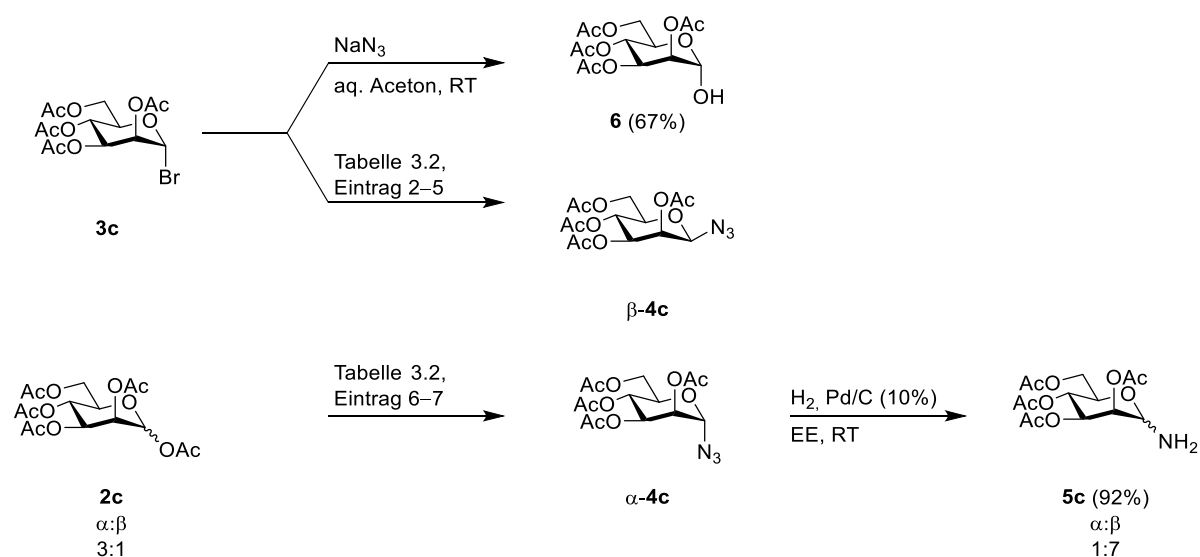 NaN3
aq. Aceton, RT
AcO
OAc
AcO
O
AcO
OH
6 (67%)
AcO
OAc
AcO
O
AcO
Br
3c
Tabelle 3.2,
Eintrag 2–5
AcO
OAc
AcO
O
N3
AcO
β-4c
AcO
OAc
AcO
O
AcO
OAc
2c
α:β
3:1
Tabelle 3.2,
Eintrag 6–7
AcO
OAc
AcO
O
AcO
N3
α-4c
H2, Pd/C (10%)
EE, RT
AcO
OAc
AcO
O
AcO
NH2
5c (92%)
α:β
1:7